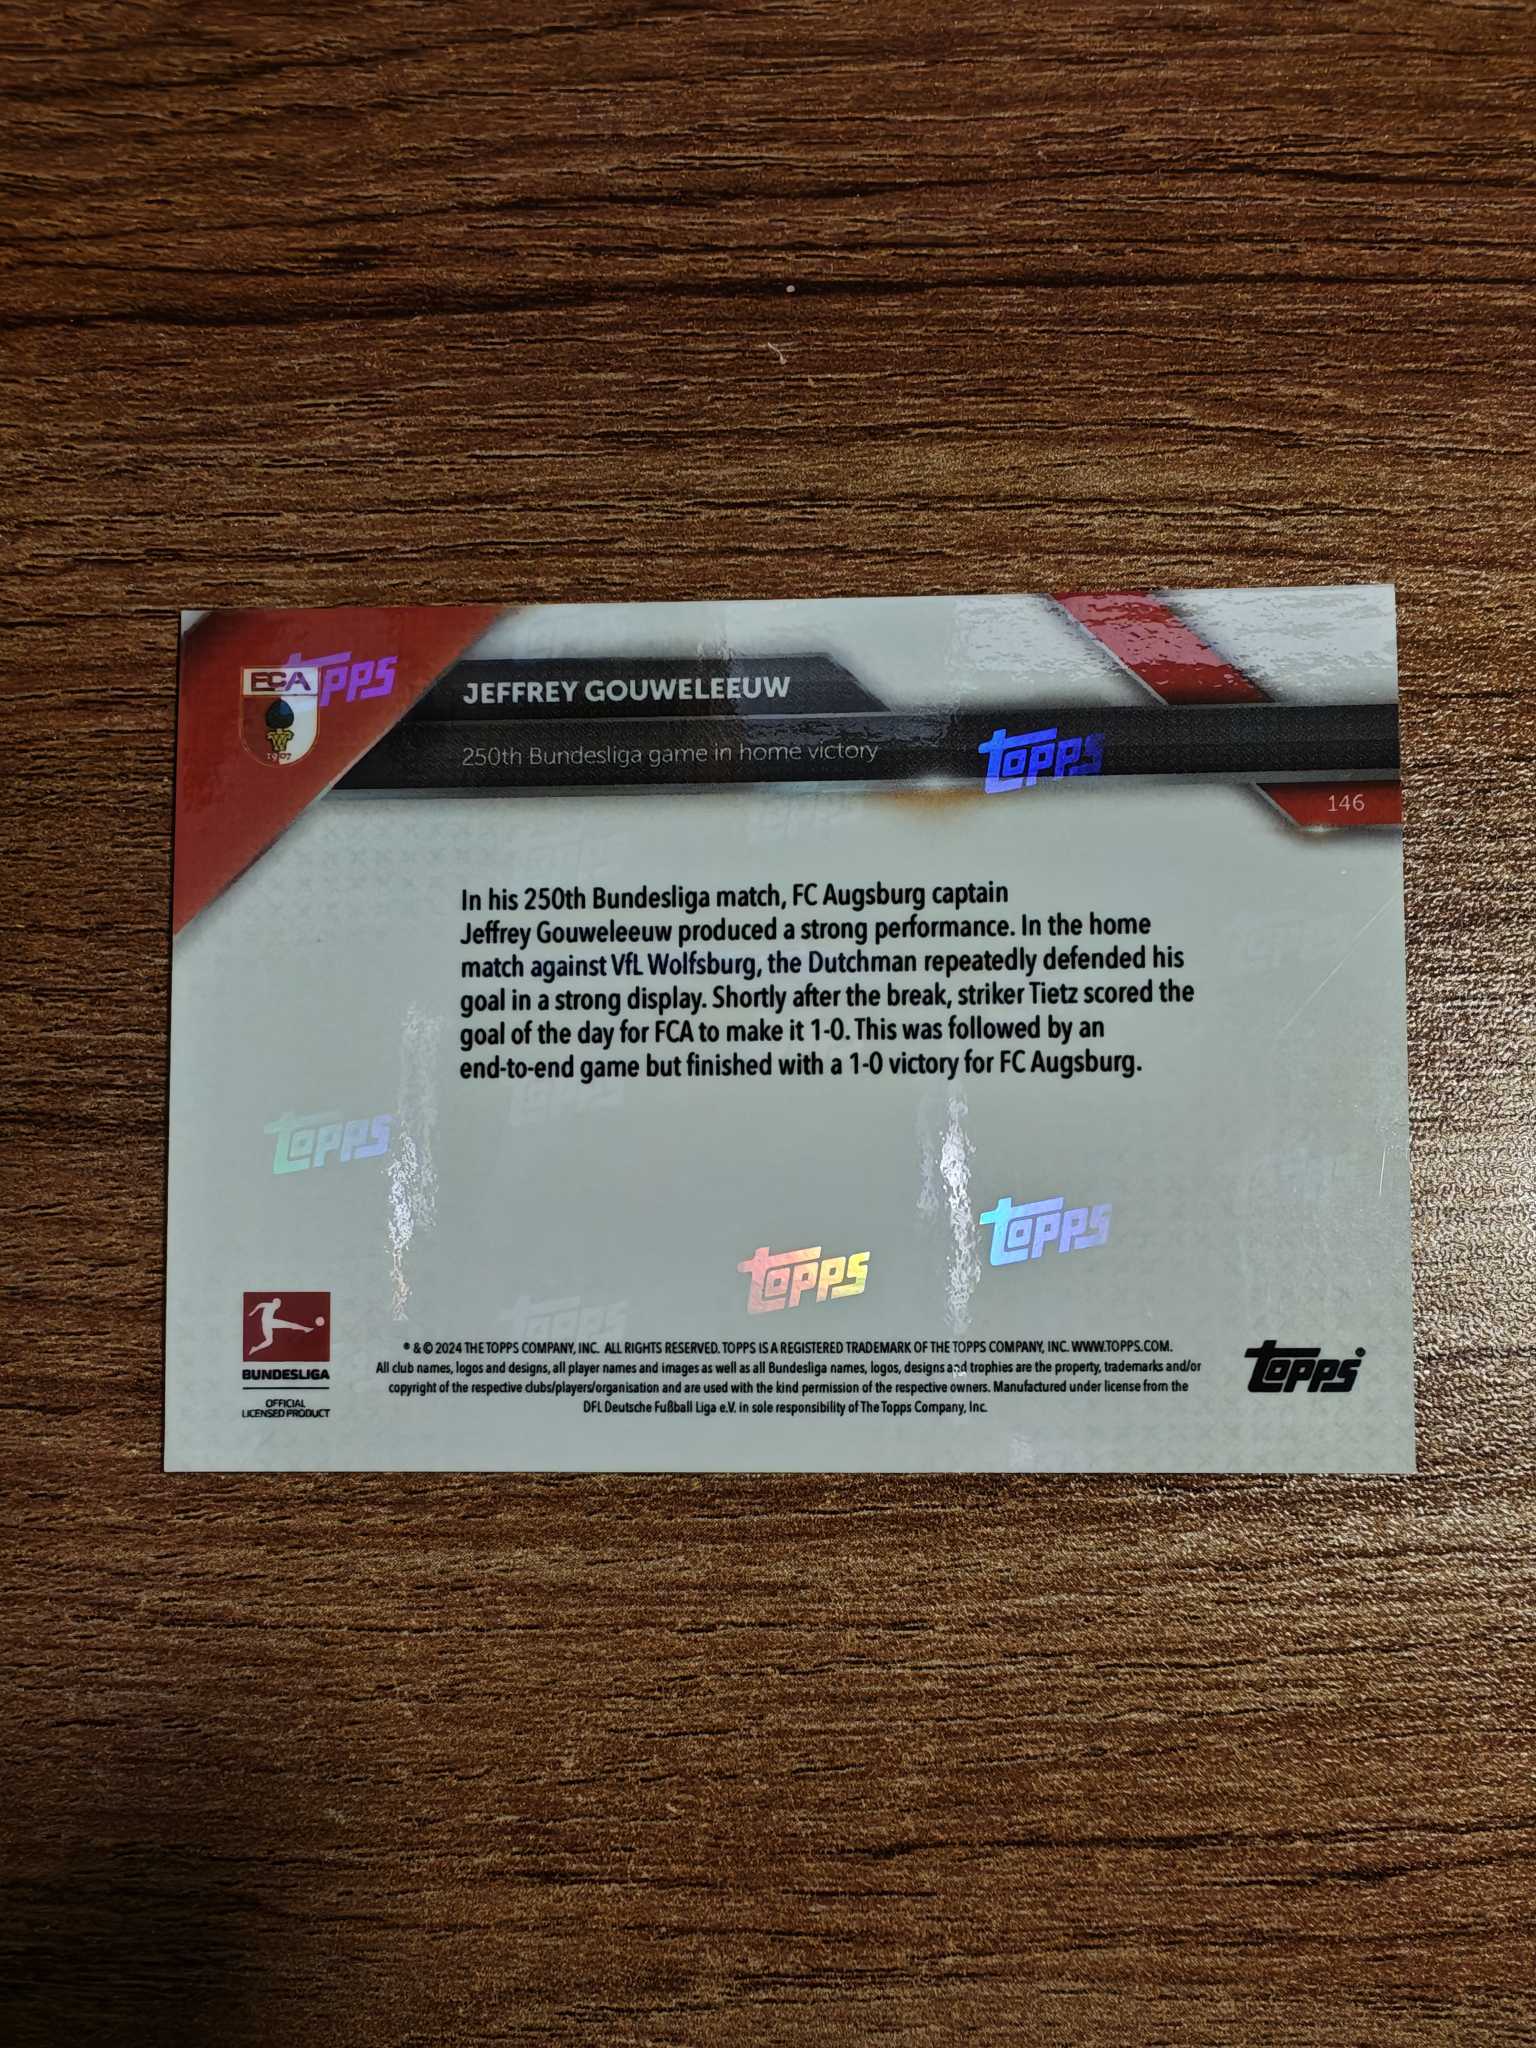 FCA
1907
JEFFREY GOUWELEEUW
250th Bundesliga game in home victory
146
In his 250th Bundesliga match, FC Augsburg captain
Jeffrey Gouweleeuw produced a strong performance. In the home
match against VfL Wolfsburg, the Dutchman repeatedly defended his
goal in a strong display. Shortly after the break, striker Tietz scored the
goal of the day for FCA to make it 1-0. This was followed by an
end-to-end game but finished with a 1-0 victory for FC Augsburg.
topps
topps
topps
topps
topps
BUNDESLIGA
OFFICIAL
LICENSED PRODUCT
® & © 2024 THE TOPPS COMPANY, INC. ALL RIGHTS RESERVED. TOPPS IS A REGISTERED TRADEMARK OF THE TOPPS COMPANY, INC. WWW.TOPPS.COM.
All club names, logos and designs, all player names and images as well as all Bundesliga names, logos, designs and trophies are the property, trademarks and/or
copyright of the respective clubs/players/organisation and are used with the kind permission of the respective owners. Manufactured under license from the
DFL Deutsche Fußball Liga e.V. in sole responsibility of The Topps Company, Inc.
topps®